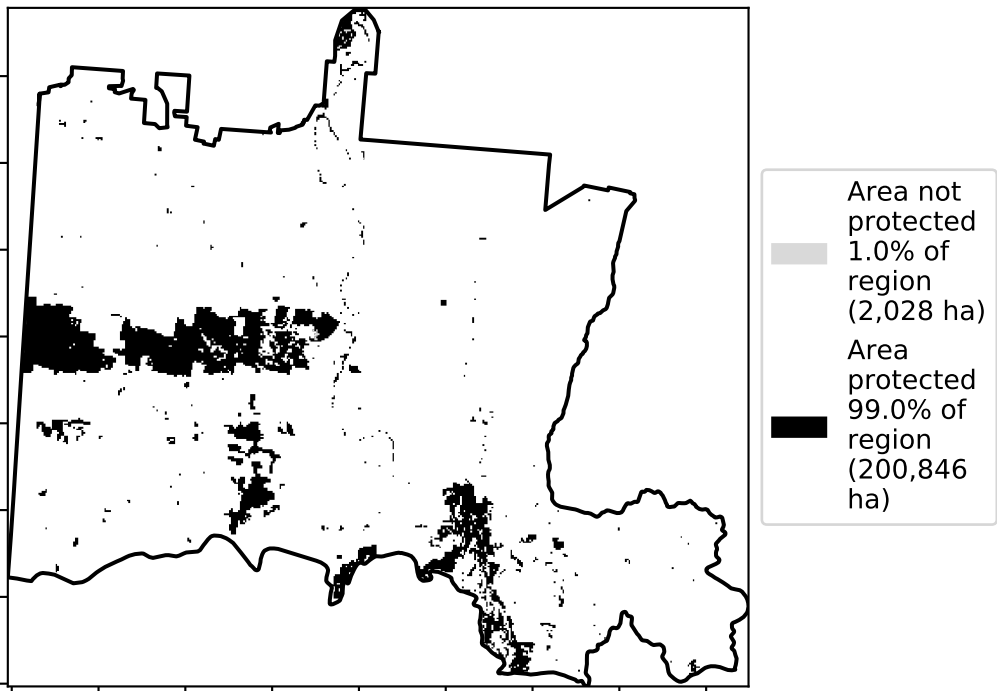 Area not
protected
1.0% of
region
(2,028 ha)
Area
protected
99.0% of
region
(200,846
ha)